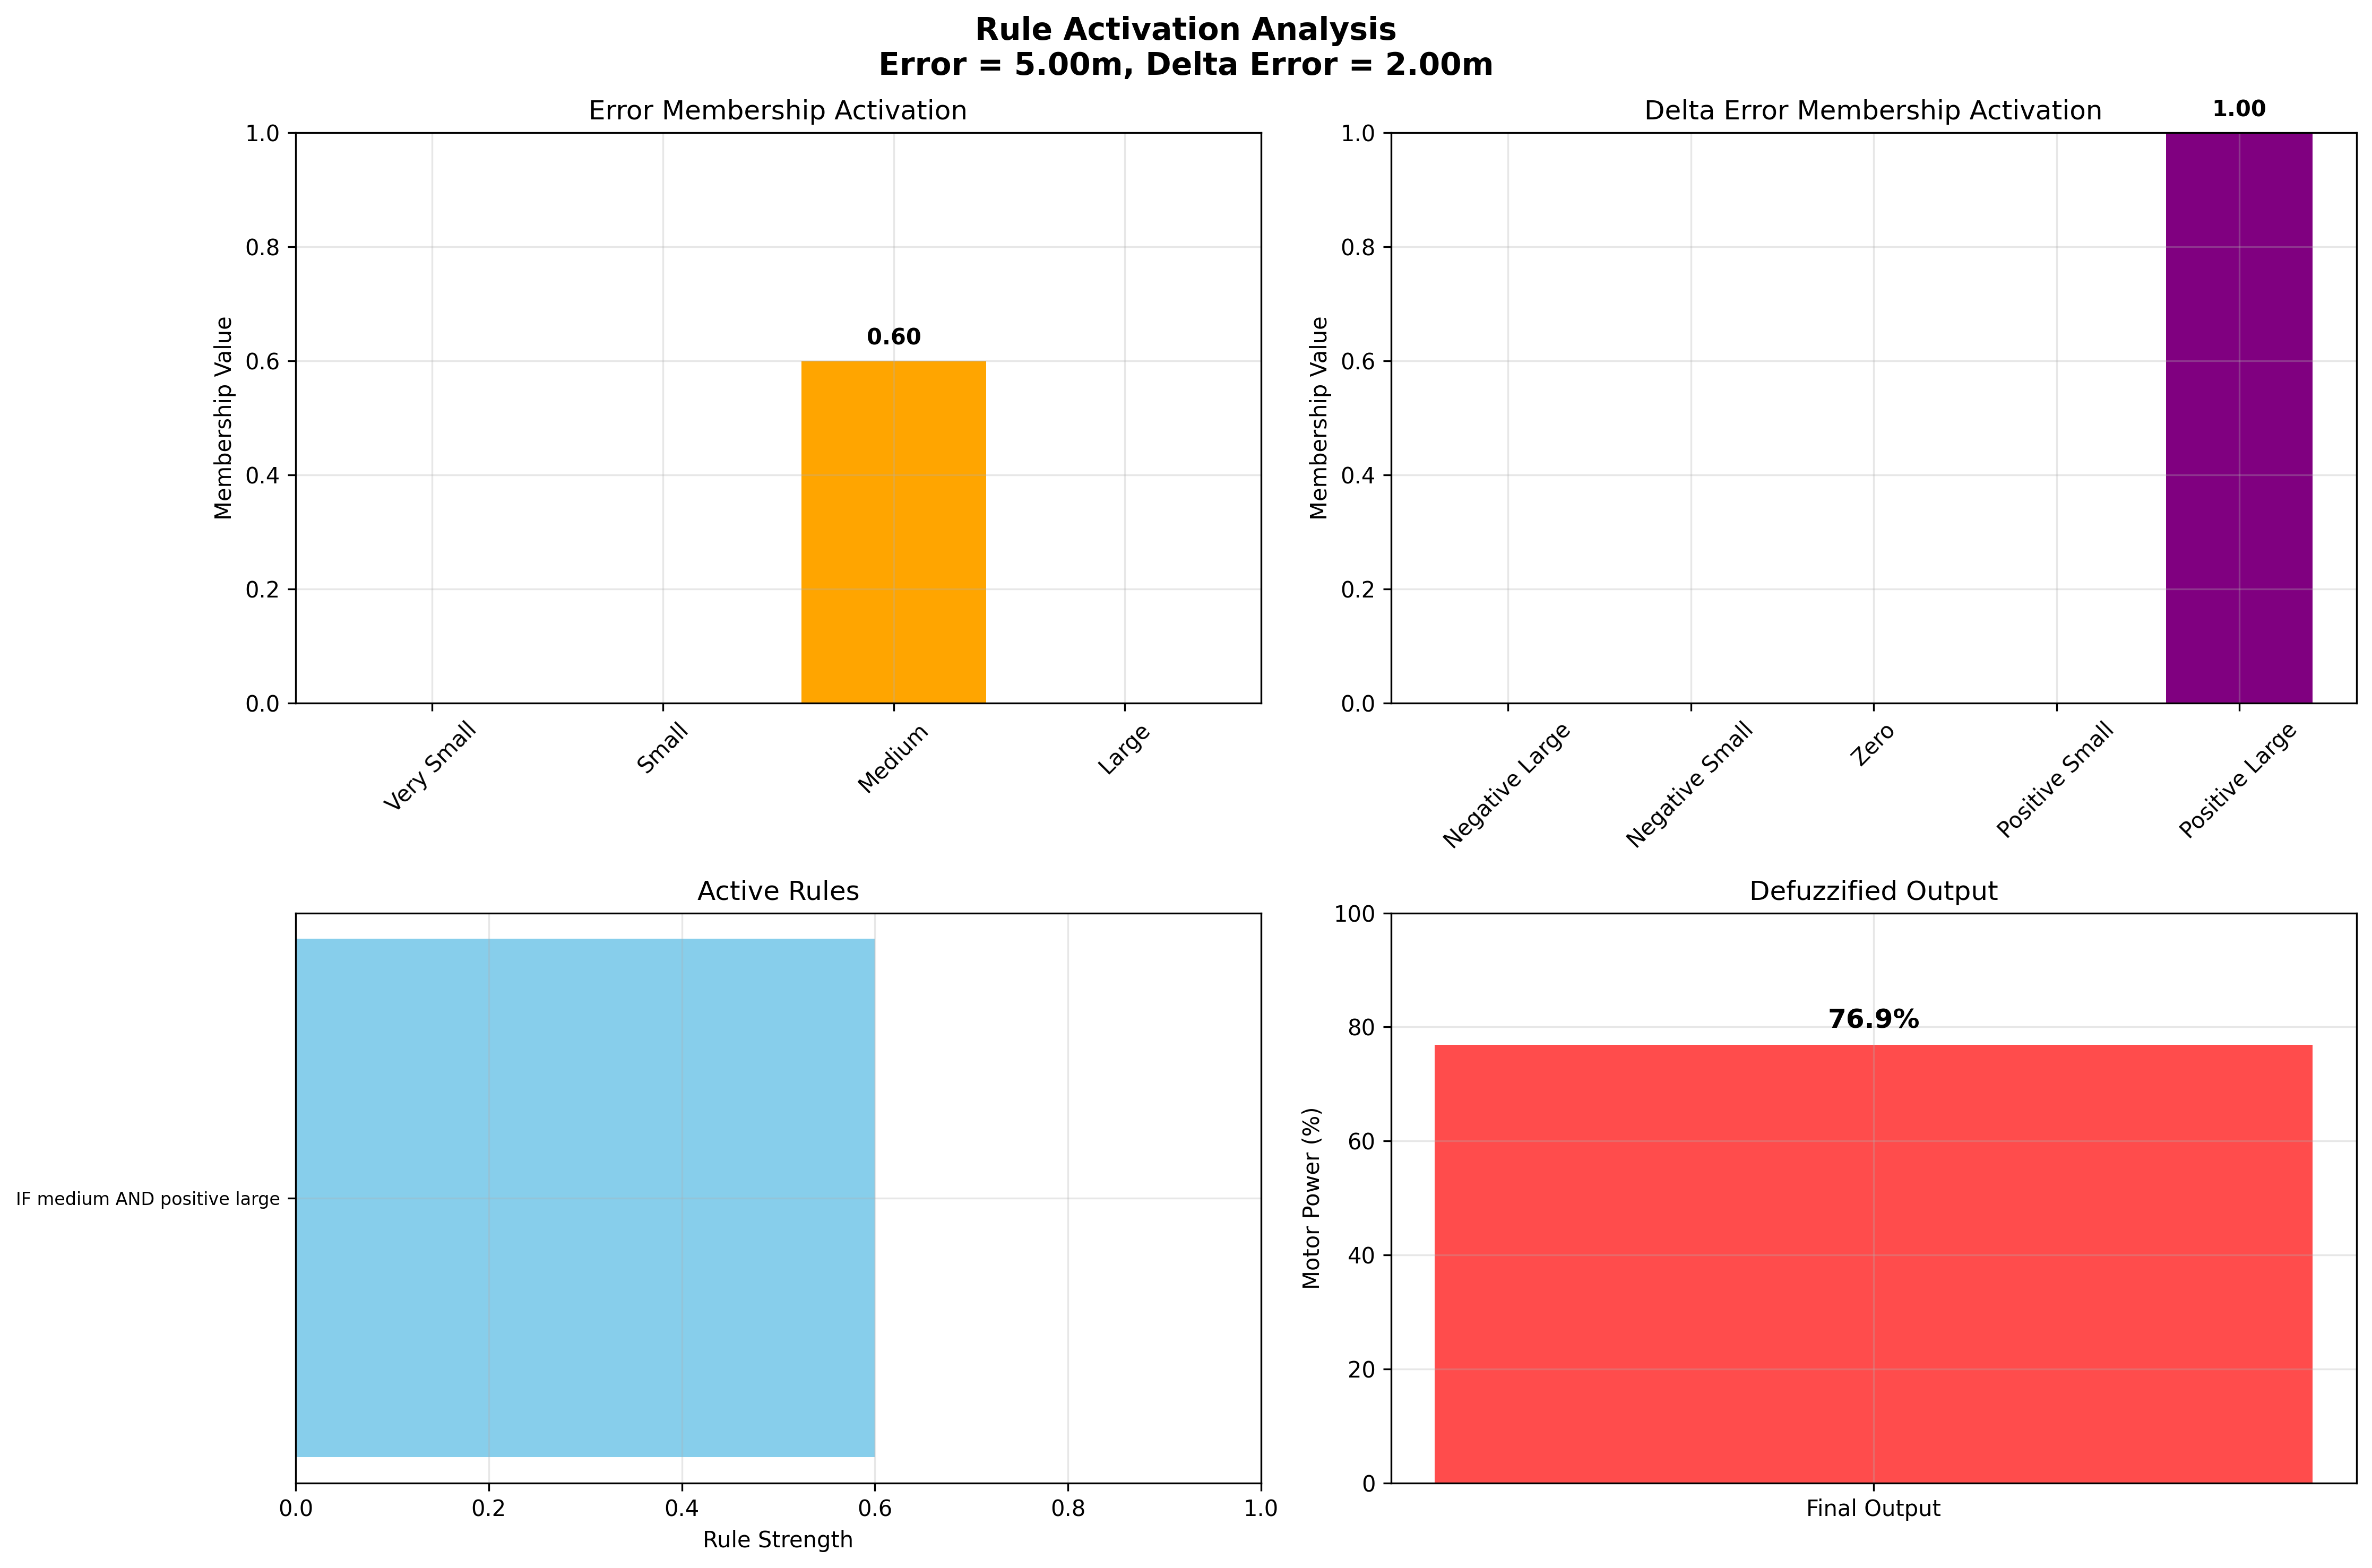 Rule Activation Analysis
Error = 5.00m, Delta Error = 2.00m
Error Membership Activation
Membership Value
1.0
0.8
0.6
0.4
0.2
0.0
0.60
Very Small
Small
Medium
Large
Delta Error Membership Activation
1.00
Membership Value
1.0
0.8
0.6
0.4
0.2
0.0
Negative Large
Negative Small
Zero
Positive Small
Positive Large
Active Rules
IF medium AND positive large
0.0
0.2
0.4
0.6
0.8
1.0
Rule Strength
Defuzzified Output
Motor Power (%)
100
80
60
40
20
0
76.9%
Final Output